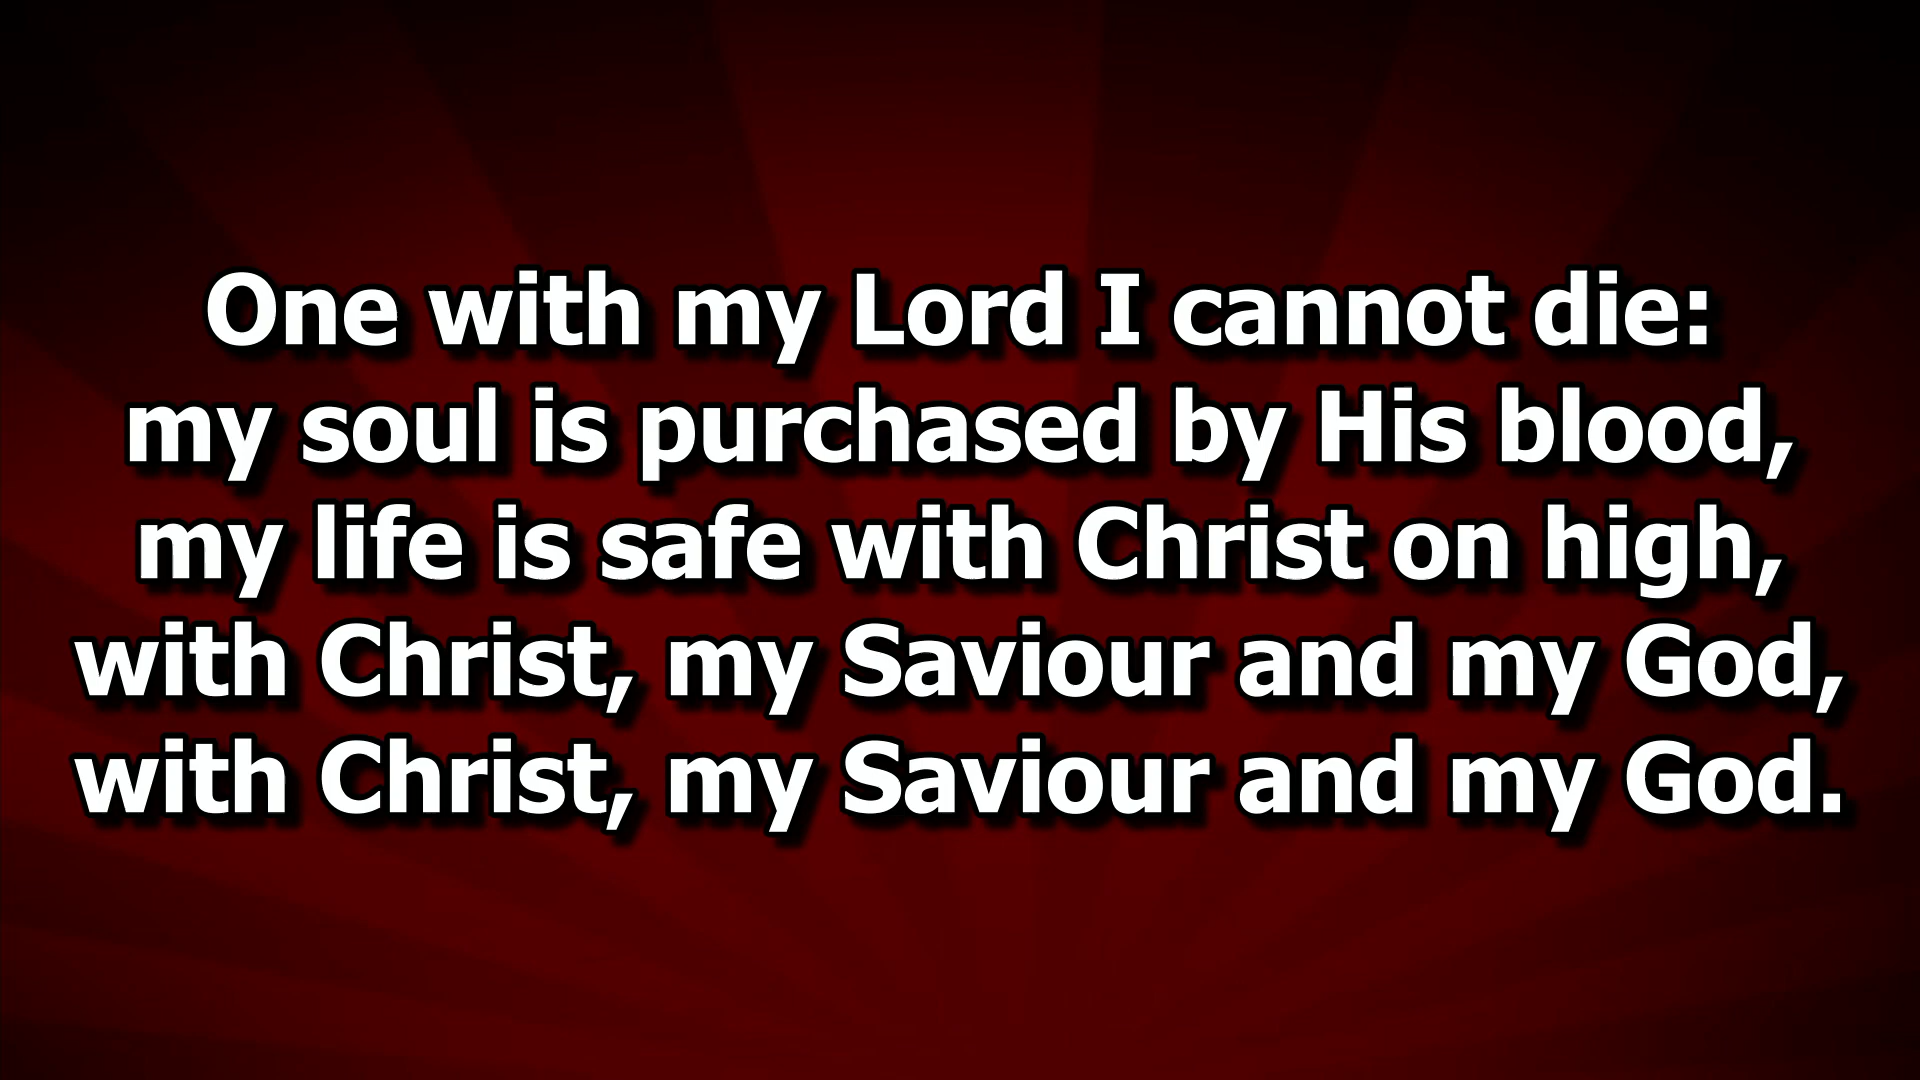 One with my Lord I cannot die:
my soul is purchased by His blood,
my life is safe with Christ on high,
with Christ, my Saviour and my God,
with Christ, my Saviour and my God.